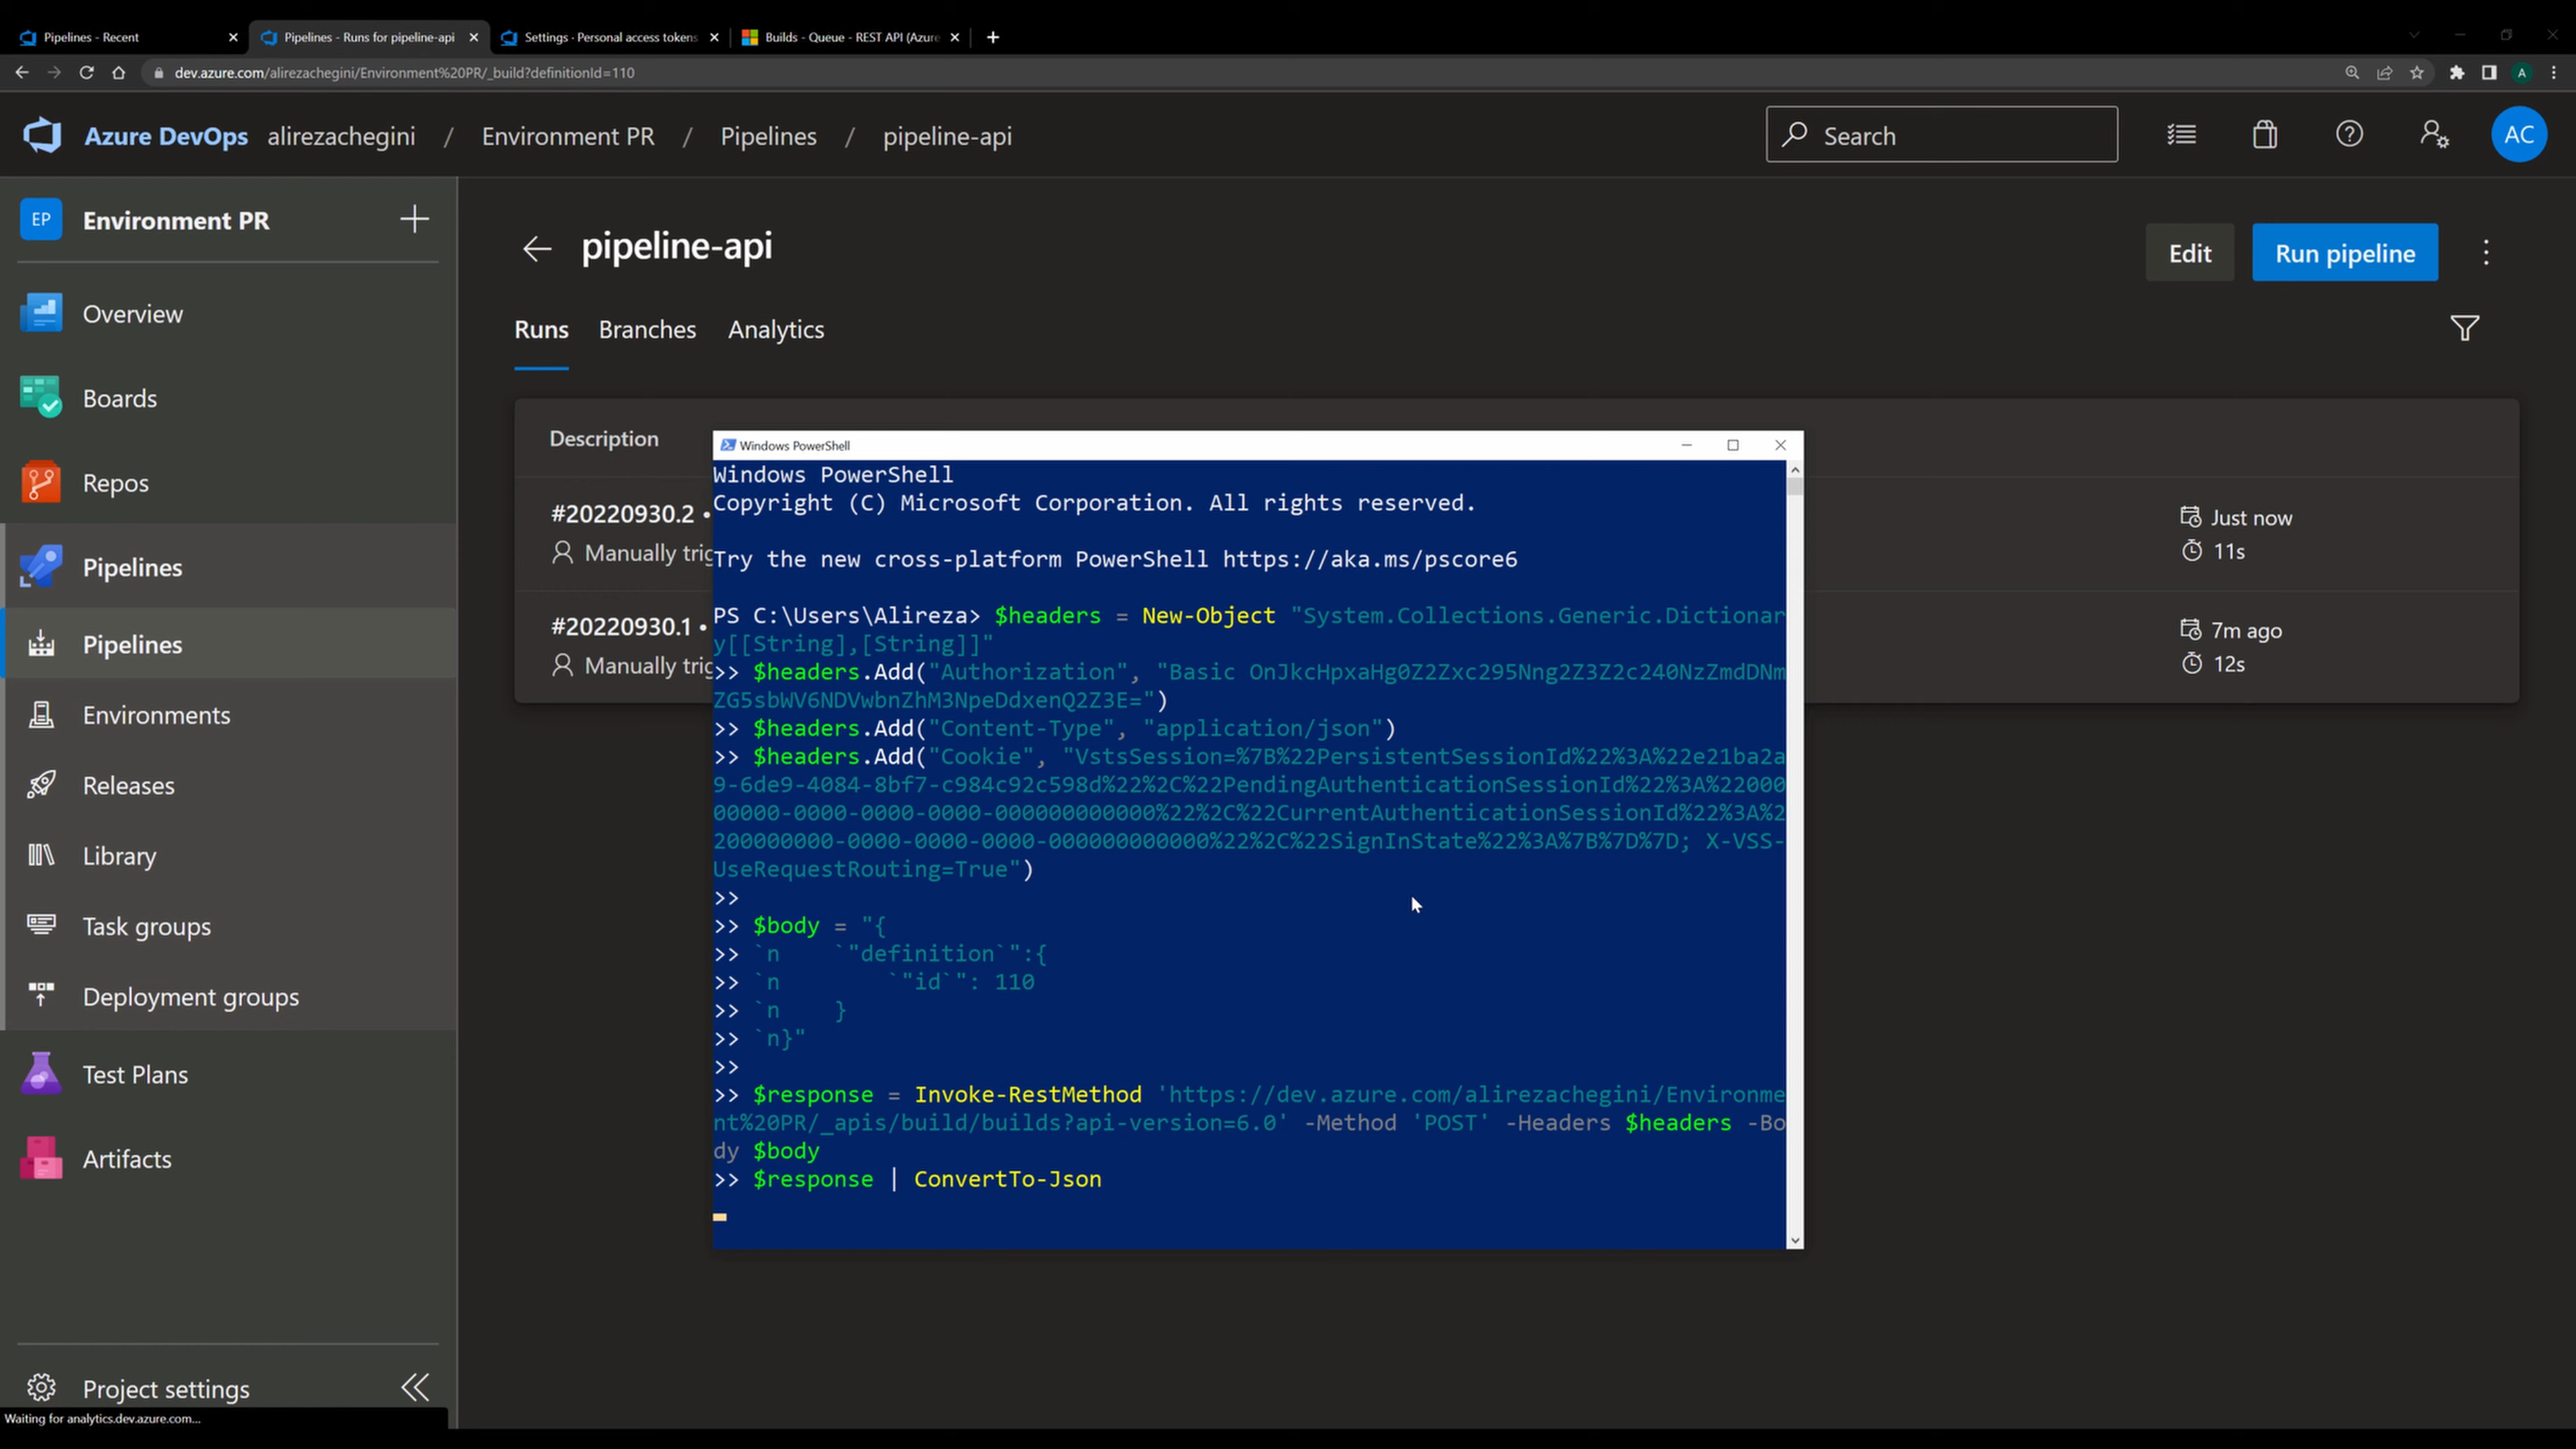 Pipelines - Recent
Pipelines - Runs for pipeline-api
Settings · Personal access tokens
Builds - Queue - REST API (Azure
dev.azure.com/alirezachegini/Environment%20PR/_build?definitionId=110
A
Azure DevOps alirezachegini / Environment PR / Pipelines / pipeline-api
Search
AC
EP
Environment PR
Overview
Boards
Repos
Pipelines
Pipelines
Environments
Releases
Library
Task groups
Deployment groups
Test Plans
Artifacts
Project settings
Waiting for analytics.dev.azure.com...
pipeline-api
Edit
Run pipeline
Runs
Branches
Analytics
Description
#20220930.2 •
Manually trig
Just now
11s
#20220930.1 •
Manually trig
7m ago
12s
Windows PowerShell
Windows PowerShell
Copyright (C) Microsoft Corporation. All rights reserved.
Try the new cross-platform PowerShell https://aka.ms/pscore6
PS C:\Users\Alireza> $headers = New-Object "System.Collections.Generic.Dictionar
y[[String],[String]]"
>> $headers.Add("Authorization", "Basic OnJkcHpxaHg0Z2Zxc295Nng2Z3Z2c240NzZmdDNm
ZG5sbWV6NDVwbnZhM3NpeDdxenQ2Z3E=")
>> $headers.Add("Content-Type", "application/json")
>> $headers.Add("Cookie", "VstsSession=%7B%22PersistentSessionId%22%3A%22e21ba2a
9-6de9-4084-8bf7-c984c92c598d%22%2C%22PendingAuthenticationSessionId%22%3A%22000
00000-0000-0000-0000-000000000000%22%2C%22CurrentAuthenticationSessionId%22%3A%2
200000000-0000-0000-0000-000000000000%22%2C%22SignInState%22%3A%7B%7D%7D; X-VSS-
UseRequestRouting=True")
>>
>> $body = "{
>> `n    `"definition`":{
>> `n        `"id`": 110
>> `n    }
>> `n}"
>>
>> $response = Invoke-RestMethod 'https://dev.azure.com/alirezachegini/Environme
nt%20PR/_apis/build/builds?api-version=6.0' -Method 'POST' -Headers $headers -Bo
dy $body
>> $response | ConvertTo-Json